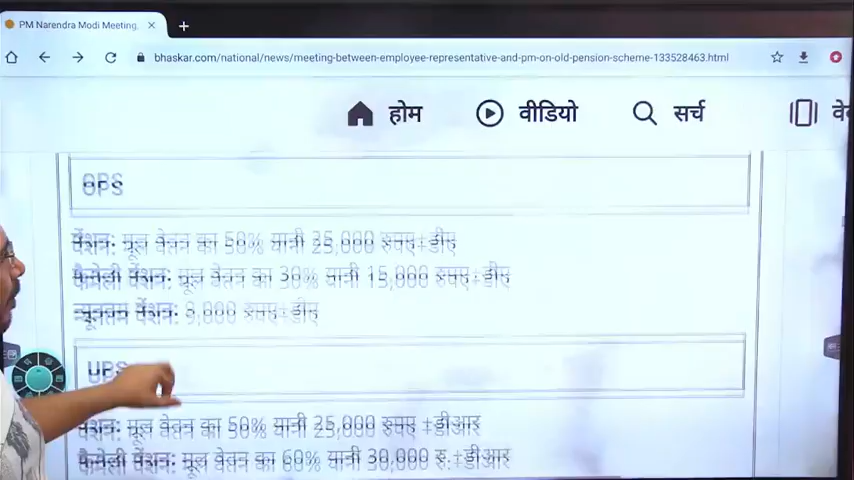 PM Narendra Modi Meeting.
bhaskar.com/national/news/meeting-between-employee-representative-and-pm-on-old-pension-scheme-133528463.html
होम वीडियो सर्च वे
OPS
पेंशन: मूल वेतन का 50% यानी 25,000 रुपए+डीए
फैमेली पेंशन: मूल वेतन का 30% यानी 15,000 रुपए+डीए
न्यूनतम पेंशन: 9,000 रुपए+डीए
UPS
पेंशन: मूल वेतन का 50% यानी 25,000 रुपए +डीआर
फैमेली पेंशन: मूल वेतन का 60% यानी 30,000 रु.+डीआर